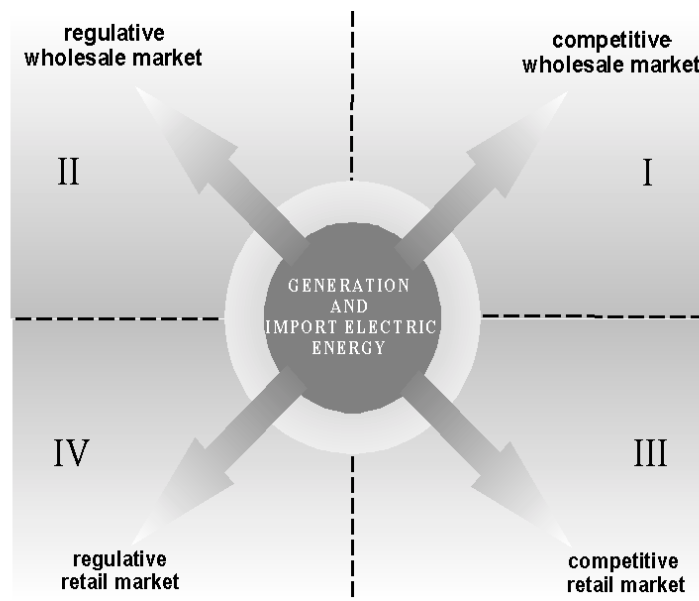 regulative
wholesale market
competitive
wholesale market
II
I
GENERATION
AND
IMPORT ELECTRIC
ENERGY
IV
III
regulative
retail market
competitive
retail market